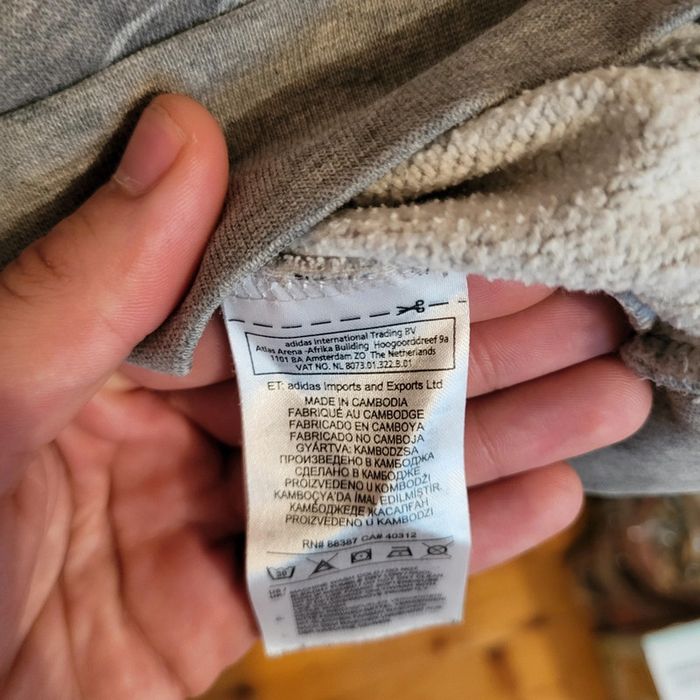 adidas International Trading BV
Atlas Arena -Afrika Building Hoogoorddreef 9a
1101 BA Amsterdam ZO The Netherlands
VAT NO. NL 8073.01.322.B.01
ET: adidas Imports and Exports Ltd
MADE IN CAMBODIA
FABRIQUÉ AU CAMBODGE
FABRICADO EN CAMBOYA
FABRICADO NO CAMBOJA
GYÁRTVA: KAMBODZSA
ПРОИЗВЕДЕНО В КАМБОДЖА
СДЕЛАНО В КАМБОДЖЕ
PROIZVEDENO U KOMBODŽI
KAMBOÇYA'DA İMAL EDİLMİŞTİR.
КАМБОДЖЕДЕ ЖАСАЛҒАН
PROIZVEDENO U KAMBODŽI
RN# 88387 CA# 40312
30